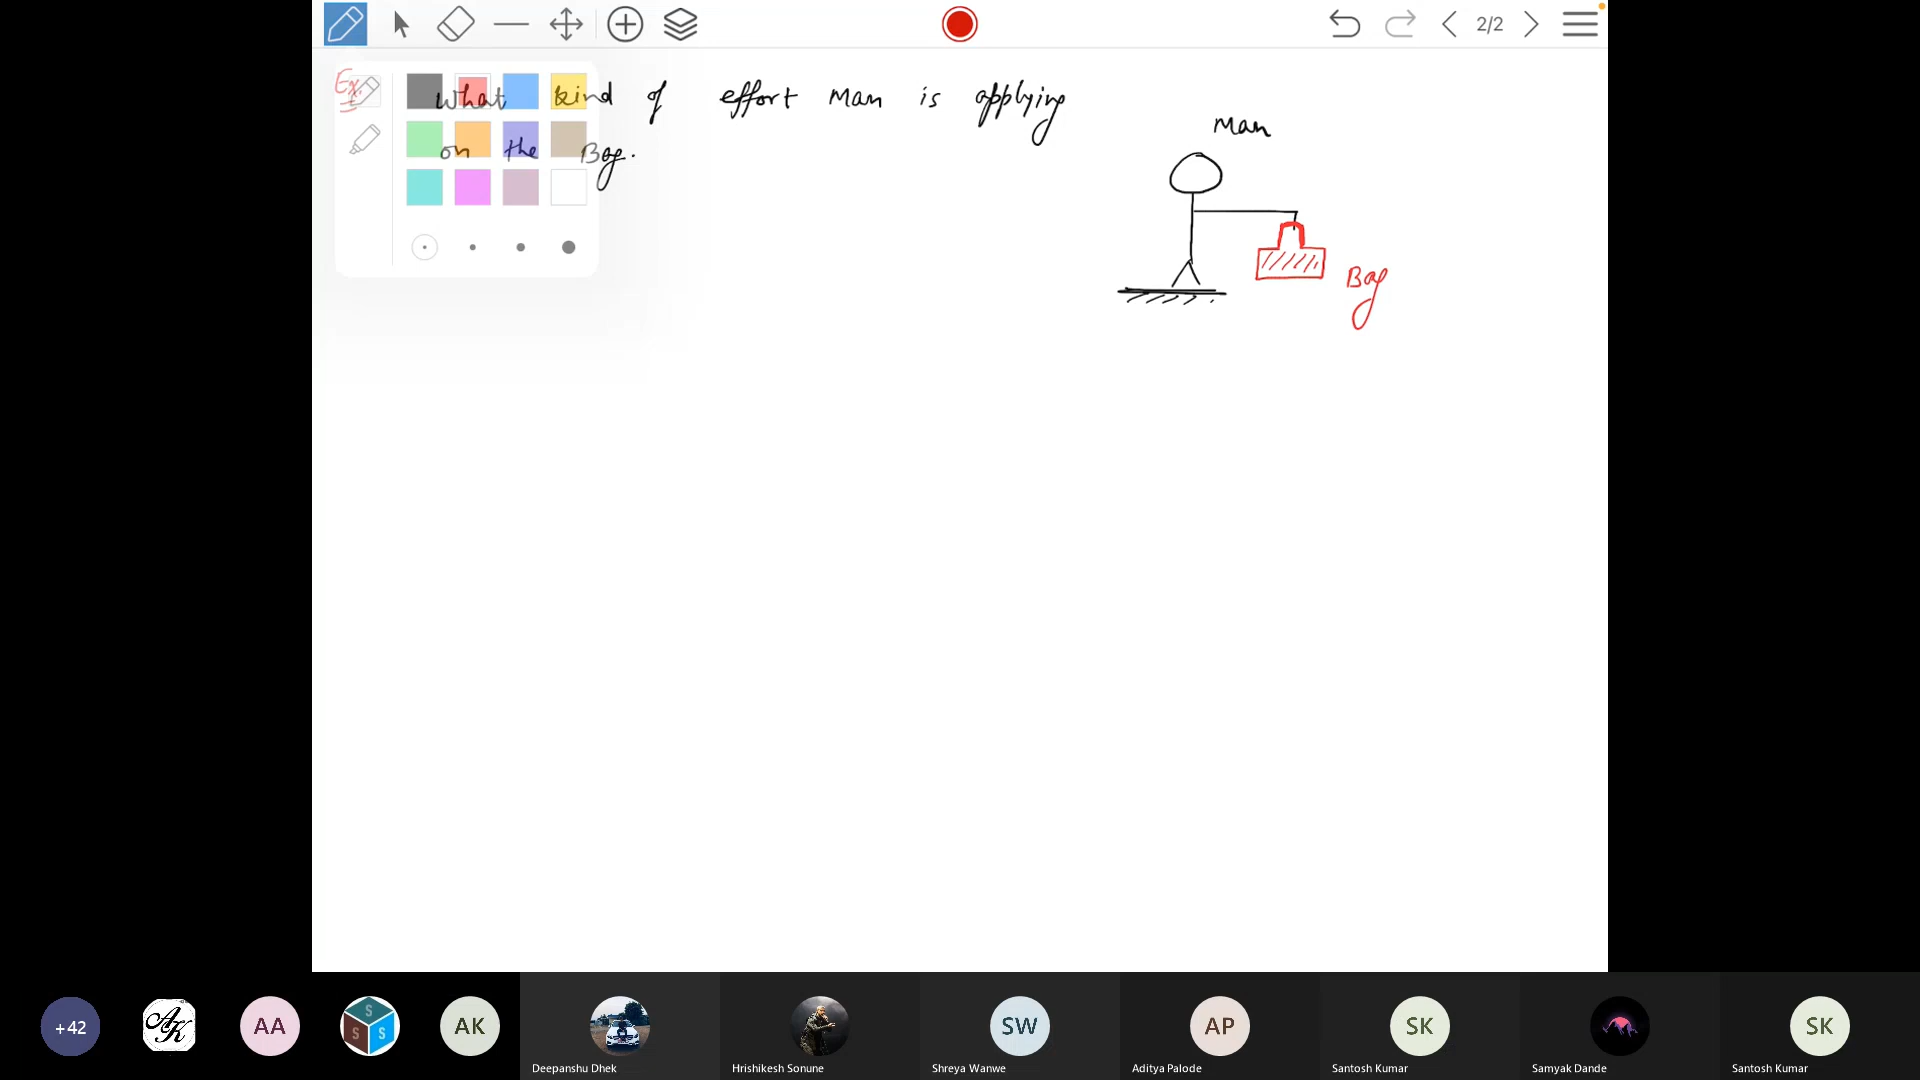 2/2
Ex.
What kind of effort Man is applying
on the Bag.
Man
Bag
+42
AK
AA
S
S S
AK
SW
AP
SK
SK
Deepanshu Dhek
Hrishikesh Sonune
Shreya Wanwe
Aditya Palode
Santosh Kumar
Samyak Dande
Santosh Kumar